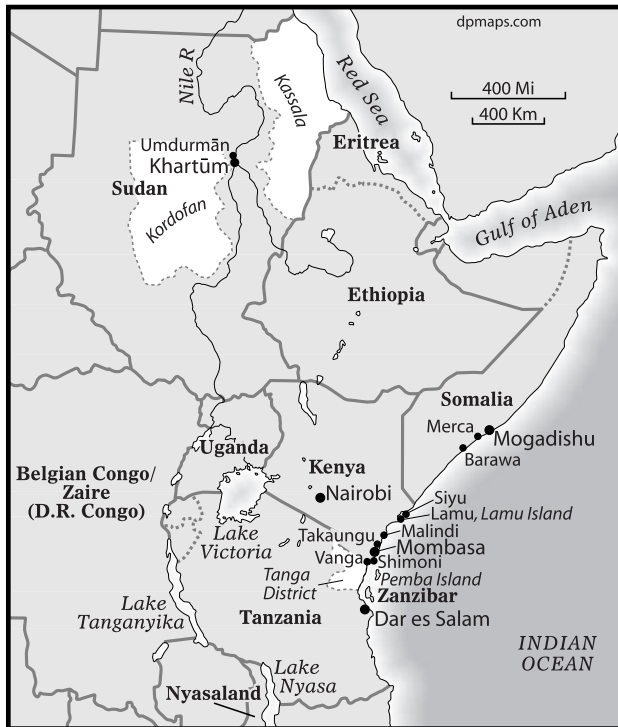 dpmaps.com
Nile R
Kassala
Red Sea
400 Mi
400 Km
Umdurmān
Khartūm
Eritrea
Sudan
Kordofan
Gulf of Aden
Ethiopia
Somalia
Merca
Mogadishu
Barawa
Uganda
Kenya
Belgian Congo/
Zaire
(D.R. Congo)
Nairobi
Siyu
Lamu, Lamu Island
Lake
Victoria
Takaungu
Malindi
Mombasa
Vanga
Shimoni
Tanga
District
Pemba Island
Zanzibar
Lake
Tanganyika
Tanzania
Dar es Salam
INDIAN
OCEAN
Lake
Nyasa
Nyasaland